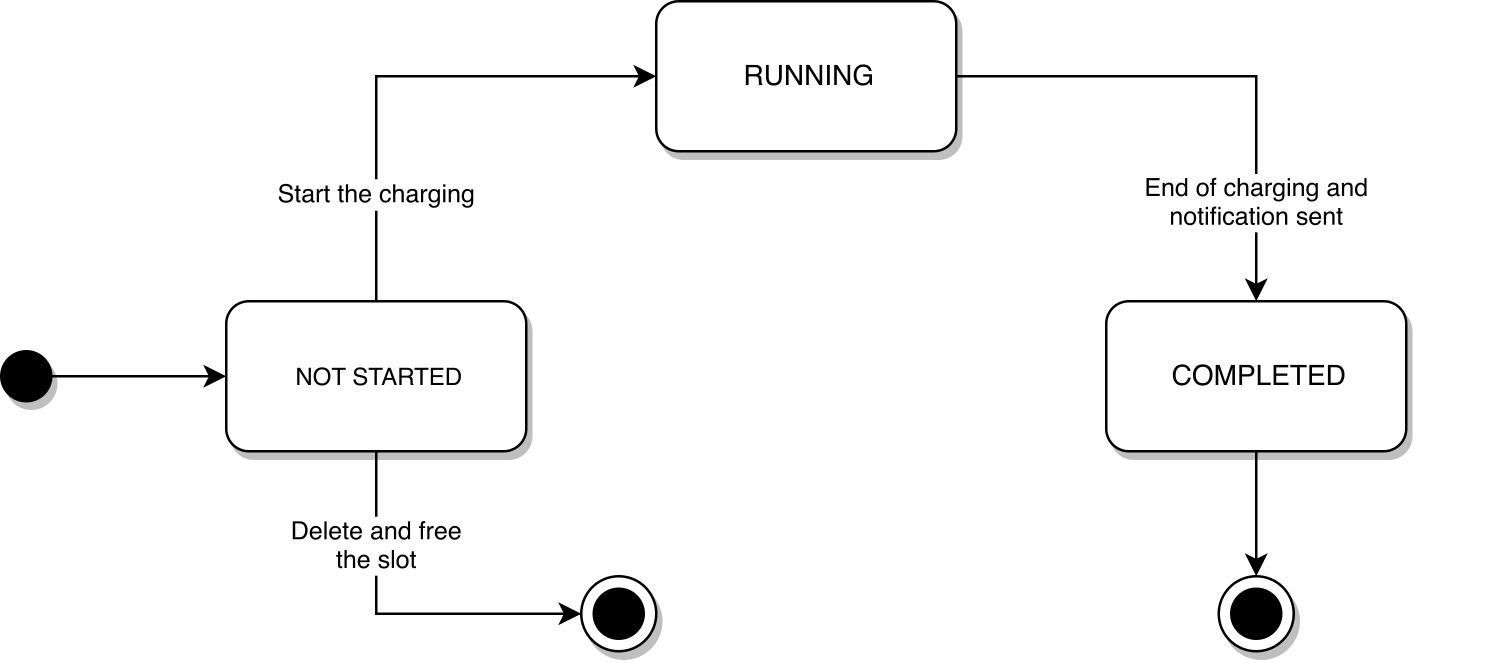 RUNNING
Start the charging
End of charging and
notification sent
NOT STARTED
COMPLETED
Delete and free
the slot